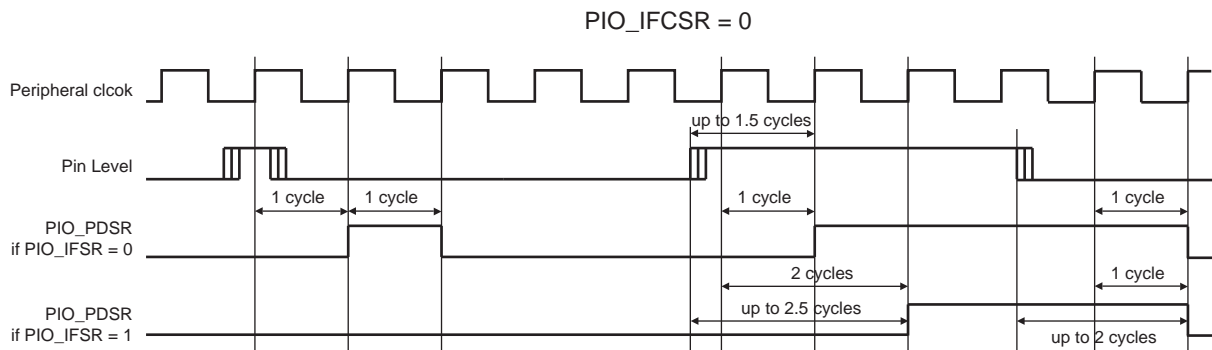 PIO_IFCSR = 0
Peripheral clcok
up to 1.5 cycles
Pin Level
1 cycle
1 cycle
1 cycle
1 cycle
PIO_PDSR
if PIO_IFSR = 0
2 cycles
1 cycle
PIO_PDSR
if PIO_IFSR = 1
up to 2.5 cycles
up to 2 cycles